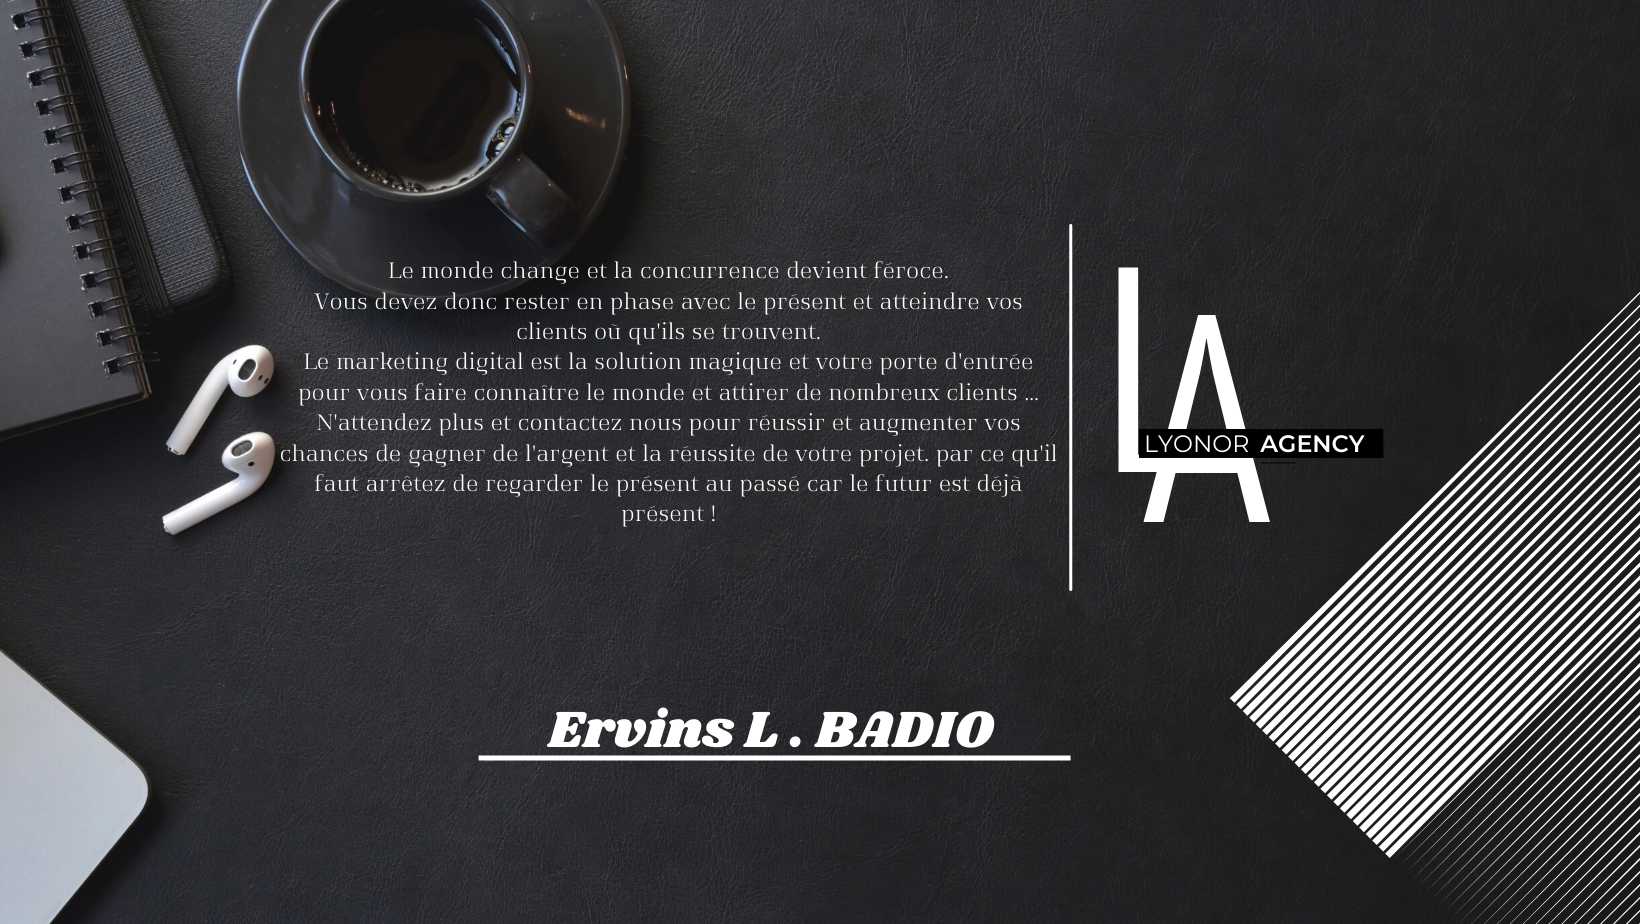 Le monde change et la concurrence devient féroce.
Vous devez donc rester en phase avec le présent et atteindre vos
clients où qu'ils se trouvent.
Le marketing digital est la solution magique et votre porte d'entrée
pour vous faire connaître le monde et attirer de nombreux clients ...
N'attendez plus et contactez nous pour réussir et augmenter vos
chances de gagner de l'argent et la réussite de votre projet. par ce qu'il
faut arrêtez de regarder le présent au passé car le futur est déjà
présent !
LA
LYONOR AGENCY
Ervins L . BADIO